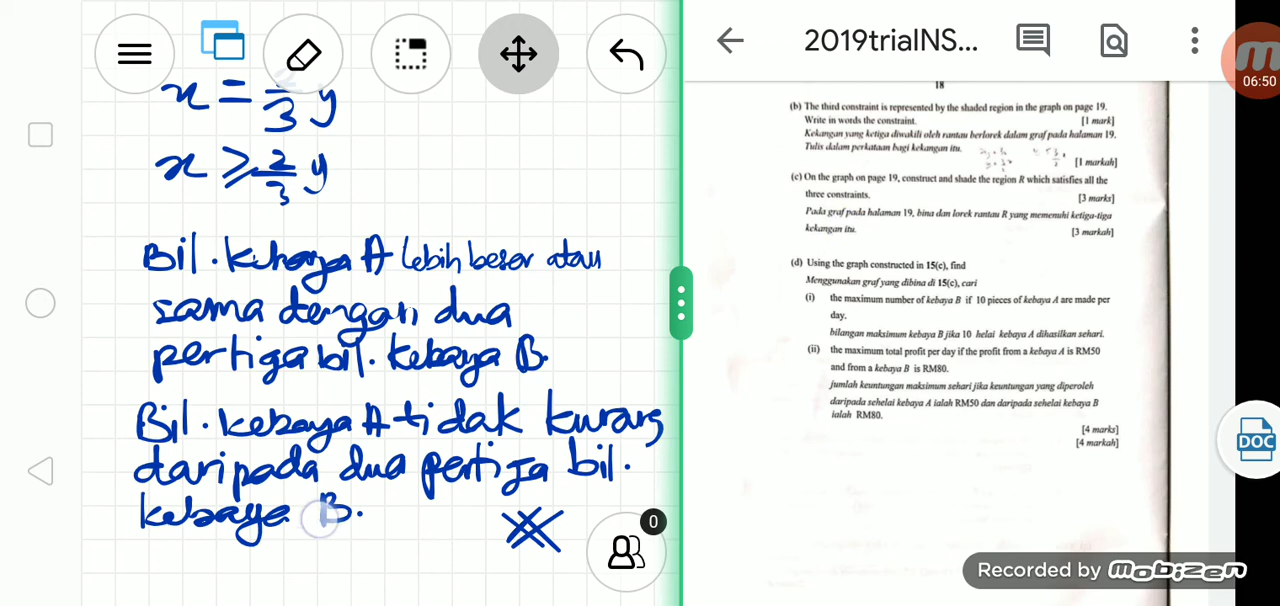 x = 2/3 y
x ≥ 2/3 y
Bil. kebaya A lebih besar atau
sama dengan dua
pertiga bil. kebaya B.
Bil. kebaya A tidak kurang
daripada dua pertiga bil.
kebaya B.
0
2019trialNS...
06:50
18
(b) The third constraint is represented by the shaded region in the graph on page 19.
Write in words the constraint. [1 mark]
Kekangan yang ketiga diwakili oleh rantau berlorek dalam graf pada halaman 19.
Tulis dalam perkataan bagi kekangan itu. [1 markah]
(c) On the graph on page 19, construct and shade the region R which satisfies all the
three constraints. [3 marks]
Pada graf pada halaman 19, bina dan lorek rantau R yang memenuhi ketiga-tiga
kekangan itu. [3 markah]
(d) Using the graph constructed in 15(c), find
Menggunakan graf yang dibina di 15(c), cari
(i) the maximum number of kebaya B if 10 pieces of kebaya A are made per
day.
bilangan maksimum kebaya B jika 10 helai kebaya A dihasilkan sehari.
(ii) the maximum total profit per day if the profit from a kebaya A is RM50
and from a kebaya B is RM80.
jumlah keuntungan maksimum sehari jika keuntungan yang diperoleh
daripada sehelai kebaya A ialah RM50 dan daripada sehelai kebaya B
ialah RM80.
[4 marks]
[4 markah]
DOC
Recorded by mobizen